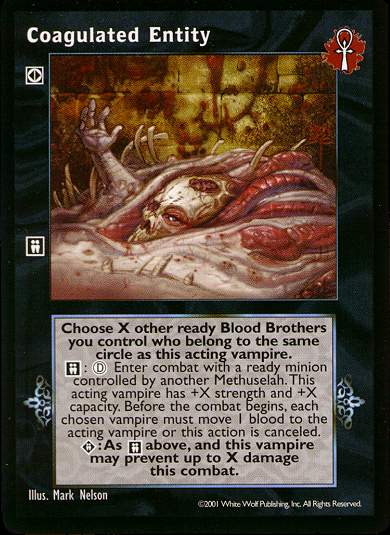 Coagulated Entity
Choose X other ready Blood Brothers
you control who belong to the same
circle as this acting vampire.
: Ⓓ Enter combat with a ready minion
controlled by another Methuselah. This
acting vampire has +X strength and +X
capacity. Before the combat begins, each
chosen vampire must move 1 blood to the
acting vampire or this action is canceled.
: As above, and this vampire
may prevent up to X damage
this combat.
Illus. Mark Nelson
©2001 White Wolf Publishing, Inc. All Rights Reserved.